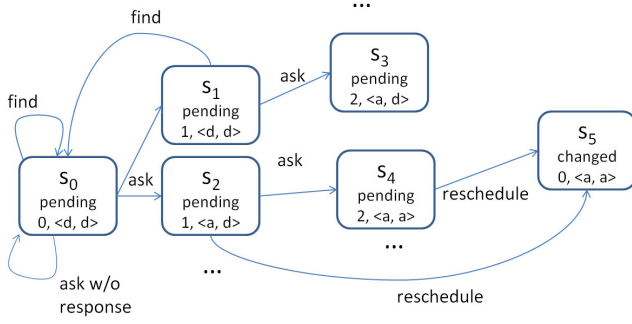 ...
find
S3
pending
2, <a, d>
S1
pending
1, <d, d>
ask
find
S5
changed
0, <a, a>
S0
pending
0, <d, d>
ask
S2
pending
1, <a, d>
ask
S4
pending
2, <a, a>
reschedule
...
...
ask w/o
response
reschedule